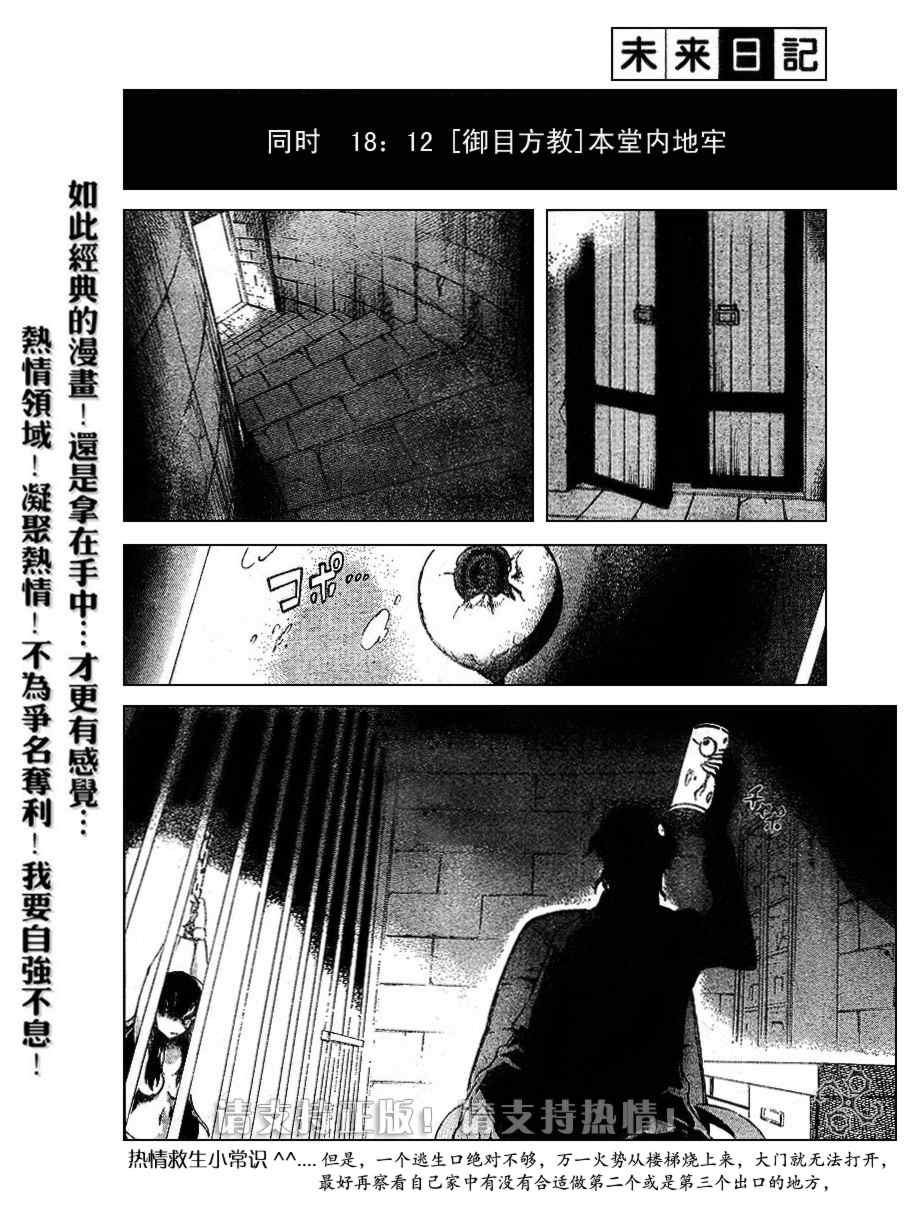 未来日記
同时　18：12 [御目方教]本堂内地牢
如此經典的漫畫！還是拿在手中…才更有感覺…
熱情領域！凝聚熱情！不為爭名奪利！我要自強不息！
コポ…
チャポ
请支持正版！请支持热情！
热情救生小常识 ^^.... 但是，一个逃生口绝对不够，万一火势从楼梯烧上来，大门就无法打开，
最好再察看自己家中有没有合适做第二个或是第三个出口的地方，